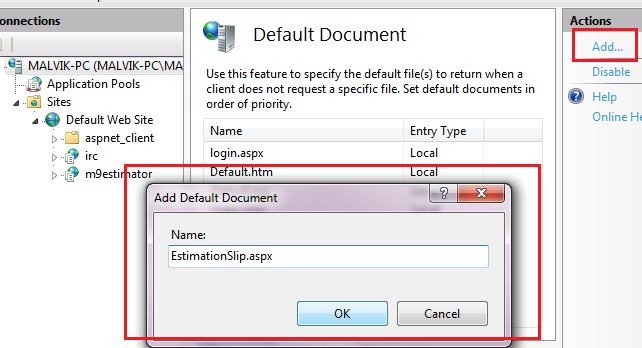 onnections
MALVIK-PC (MALVIK-PC\MA
Application Pools
Sites
Default Web Site
aspnet_client
irc
m9estimator
Default Document
Use this feature to specify the default file(s) to return when a
client does not request a specific file. Set default documents in
order of priority.
Name Entry Type
login.aspx Local
Default.htm Local
Add Default Document
Name:
EstimationSlip.aspx
OK Cancel
Actions
Add...
Disable
Help
Online He